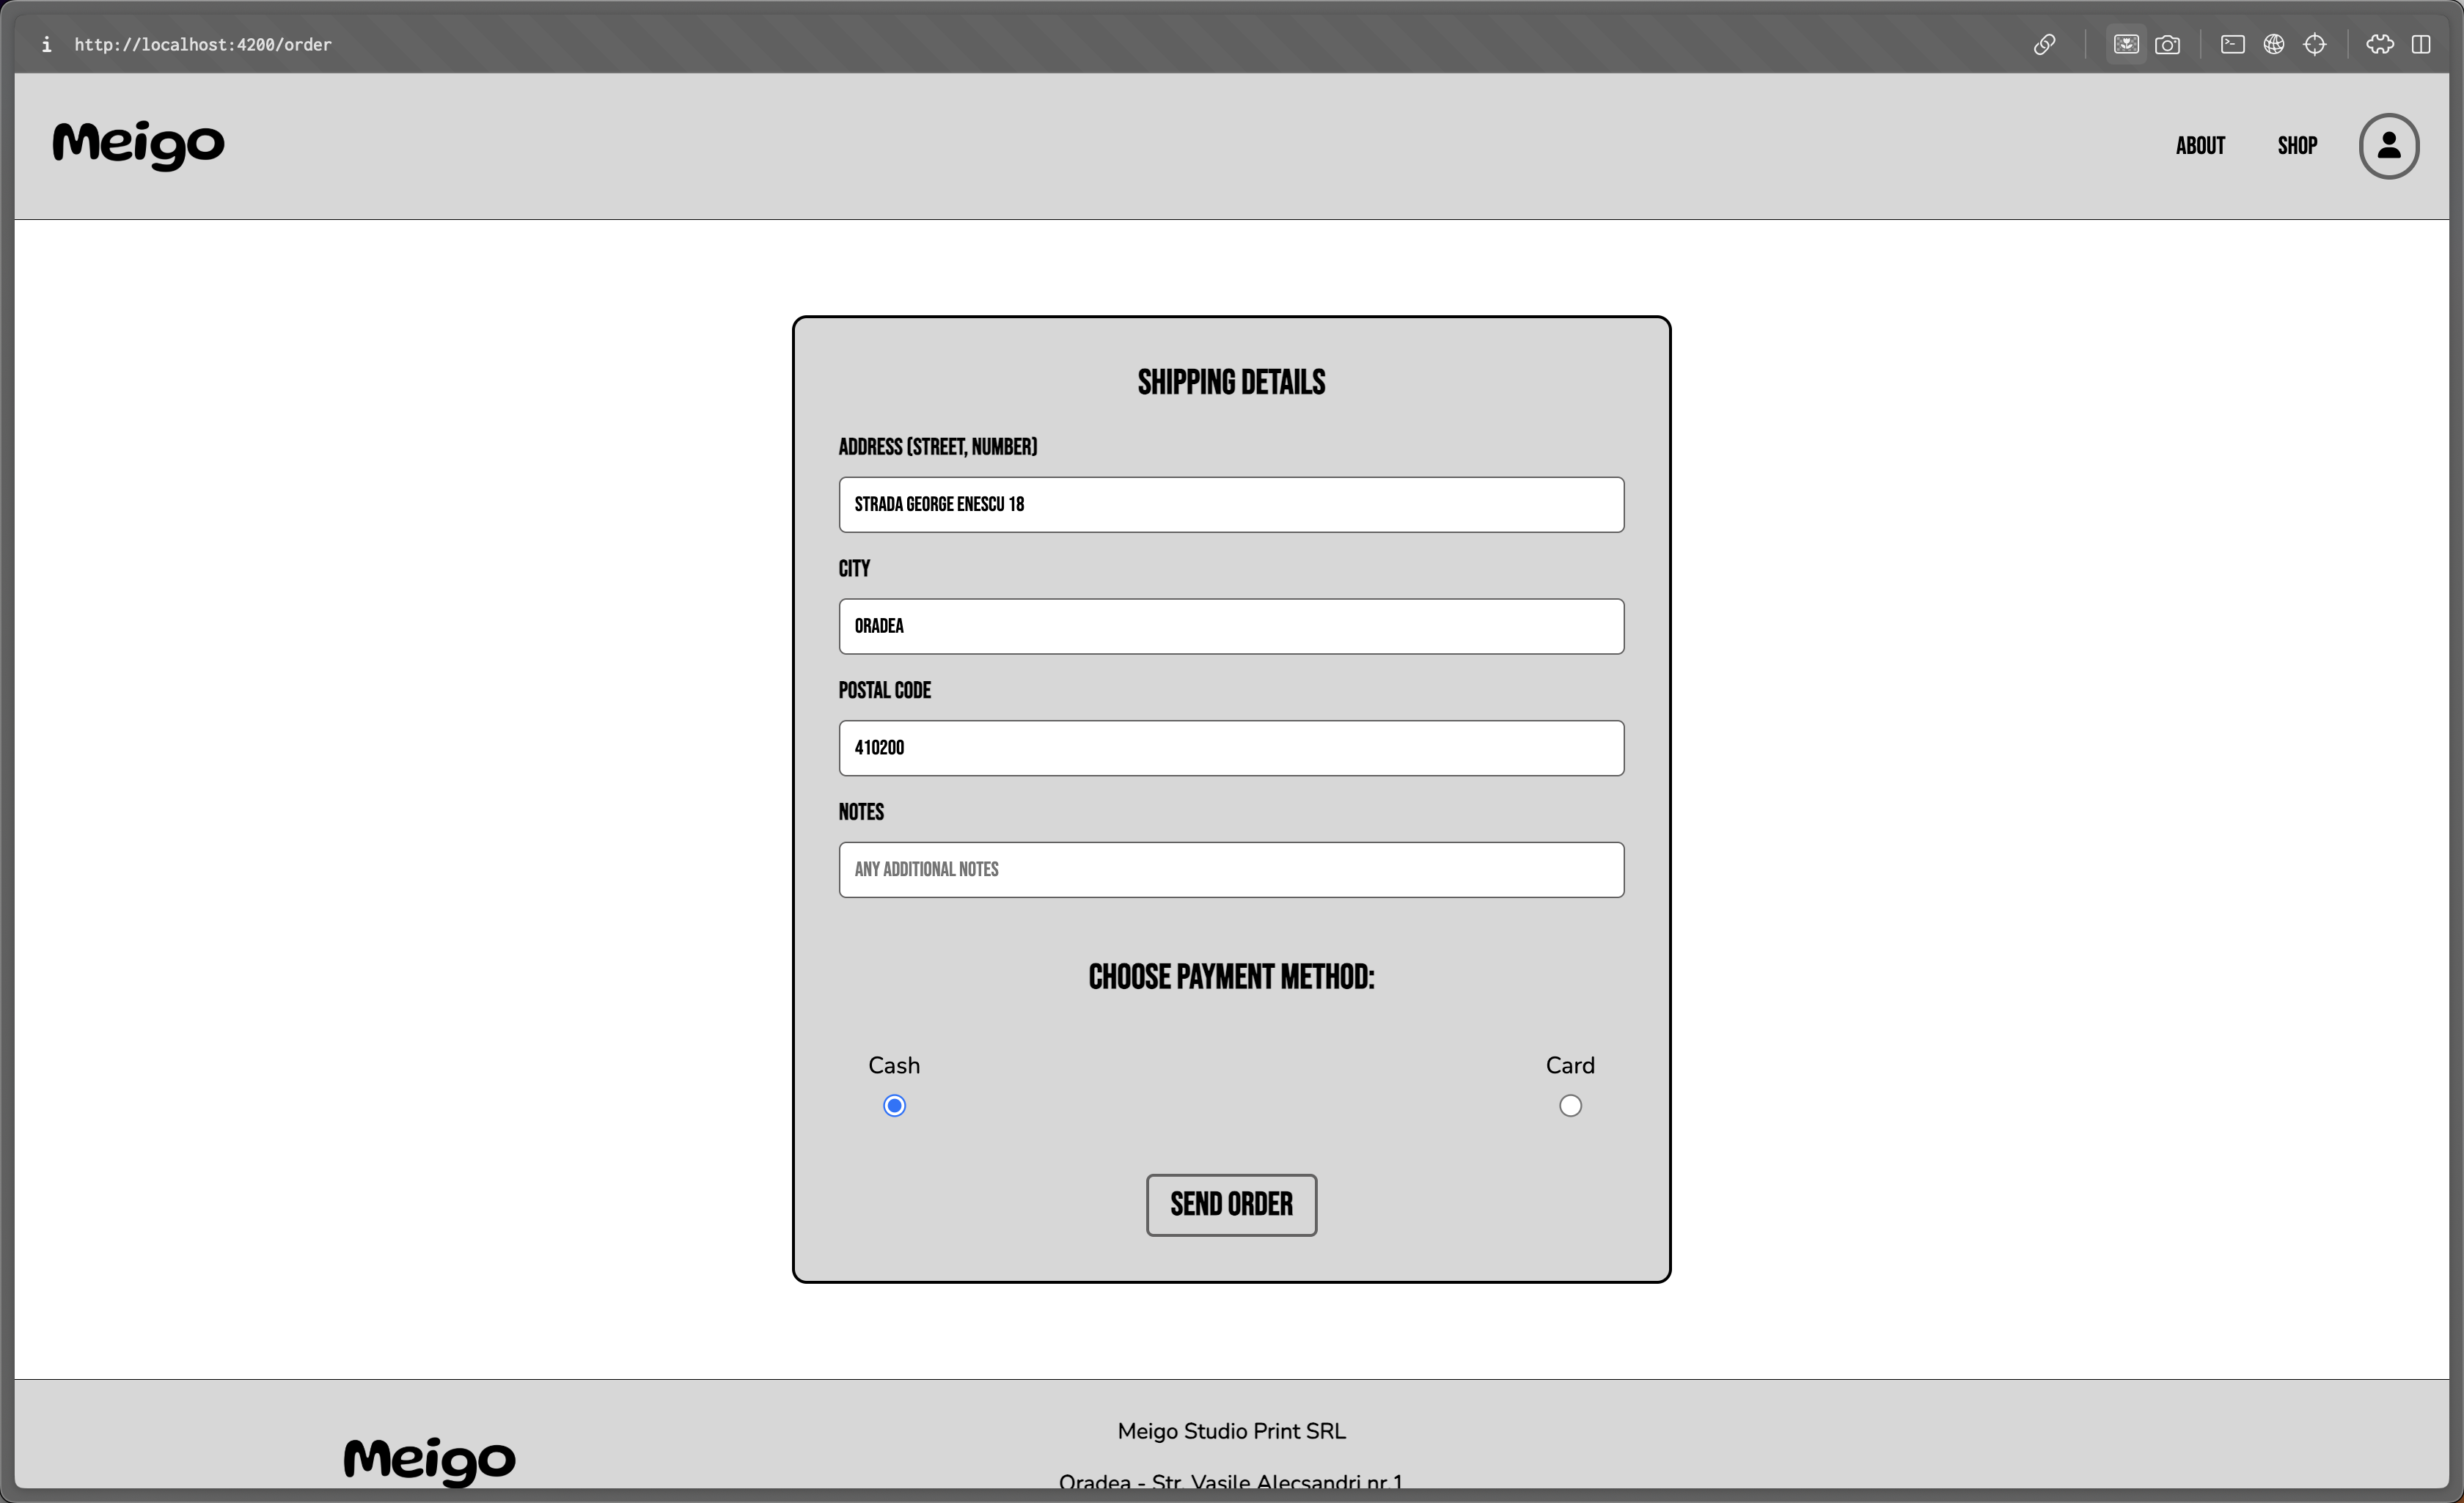 i http://localhost:4200/order
Meigo
ABOUT SHOP
SHIPPING DETAILS
ADDRESS (STREET, NUMBER)
STRADA GEORGE ENESCU 18
CITY
ORADEA
POSTAL CODE
410200
NOTES
ANY ADDITIONAL NOTES
CHOOSE PAYMENT METHOD:
Cash Card
SEND ORDER
Meigo
Meigo Studio Print SRL
Oradea - Str. Vasile Alecsandri nr.1